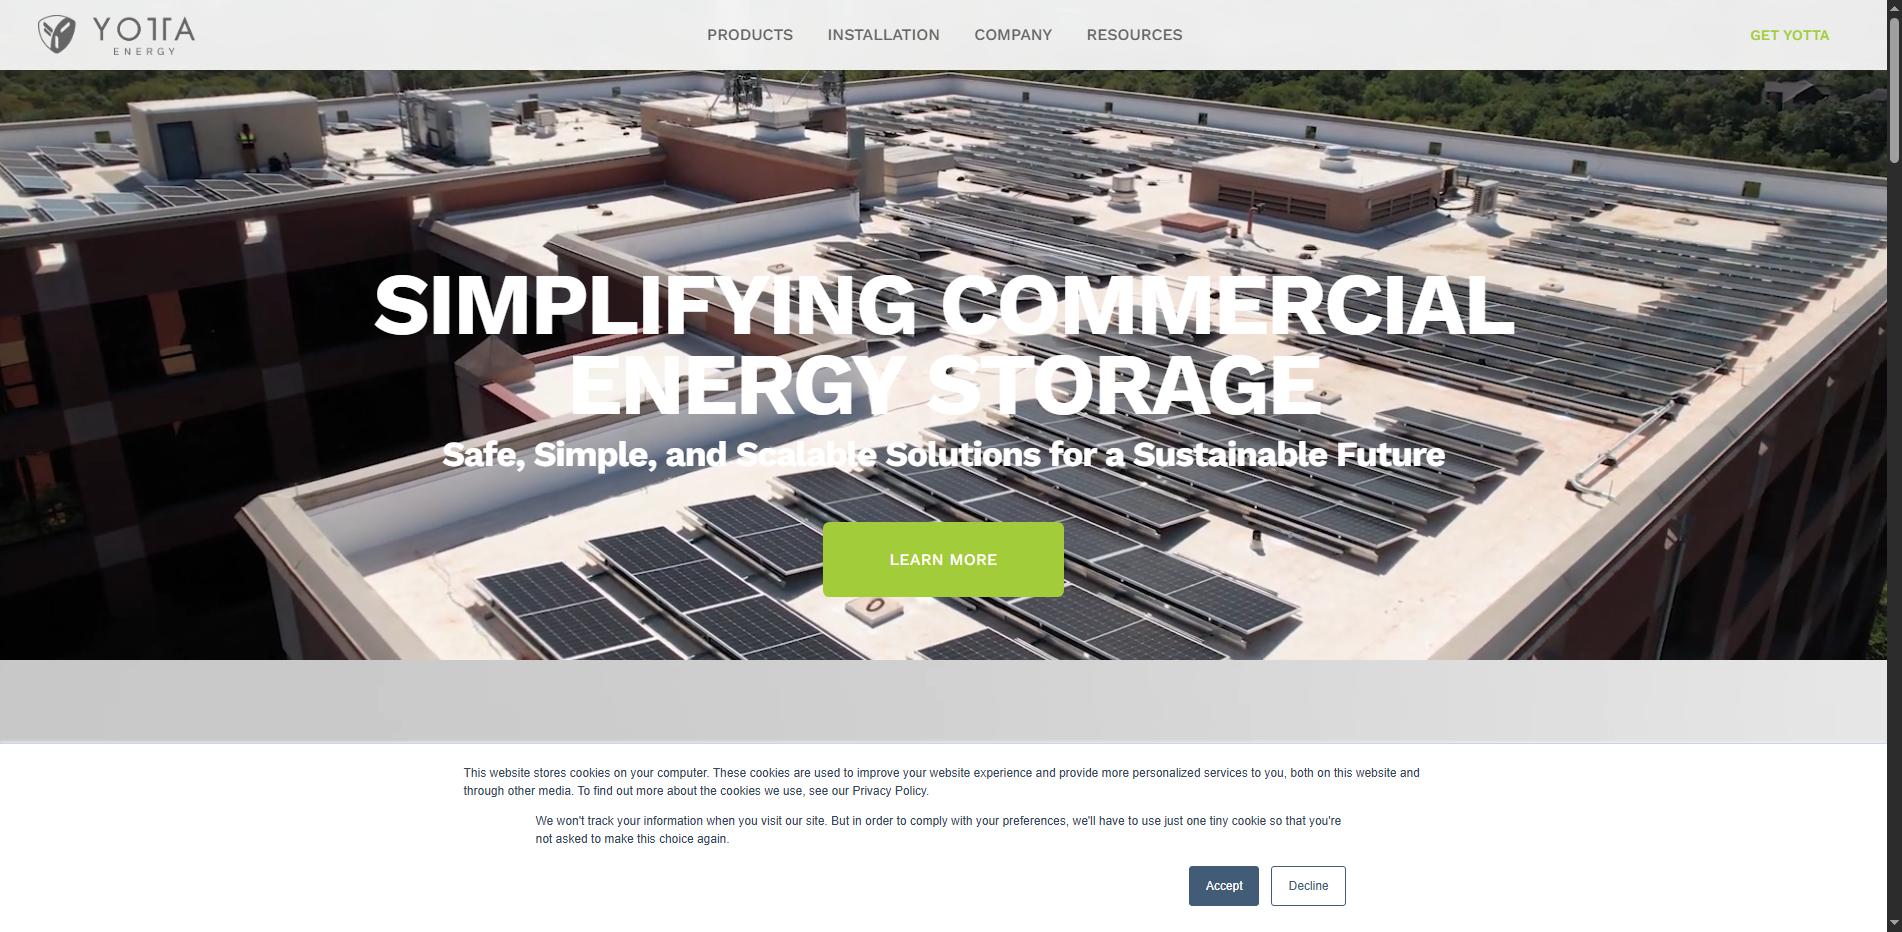 YOTTA
ENERGY
PRODUCTS
INSTALLATION
COMPANY
RESOURCES
GET YOTTA
SIMPLIFYING COMMERCIAL
ENERGY STORAGE
Safe, Simple, and Scalable Solutions for a Sustainable Future
LEARN MORE
This website stores cookies on your computer. These cookies are used to improve your website experience and provide more personalized services to you, both on this website and
through other media. To find out more about the cookies we use, see our Privacy Policy.
We won't track your information when you visit our site. But in order to comply with your preferences, we'll have to use just one tiny cookie so that you're
not asked to make this choice again.
Accept
Decline